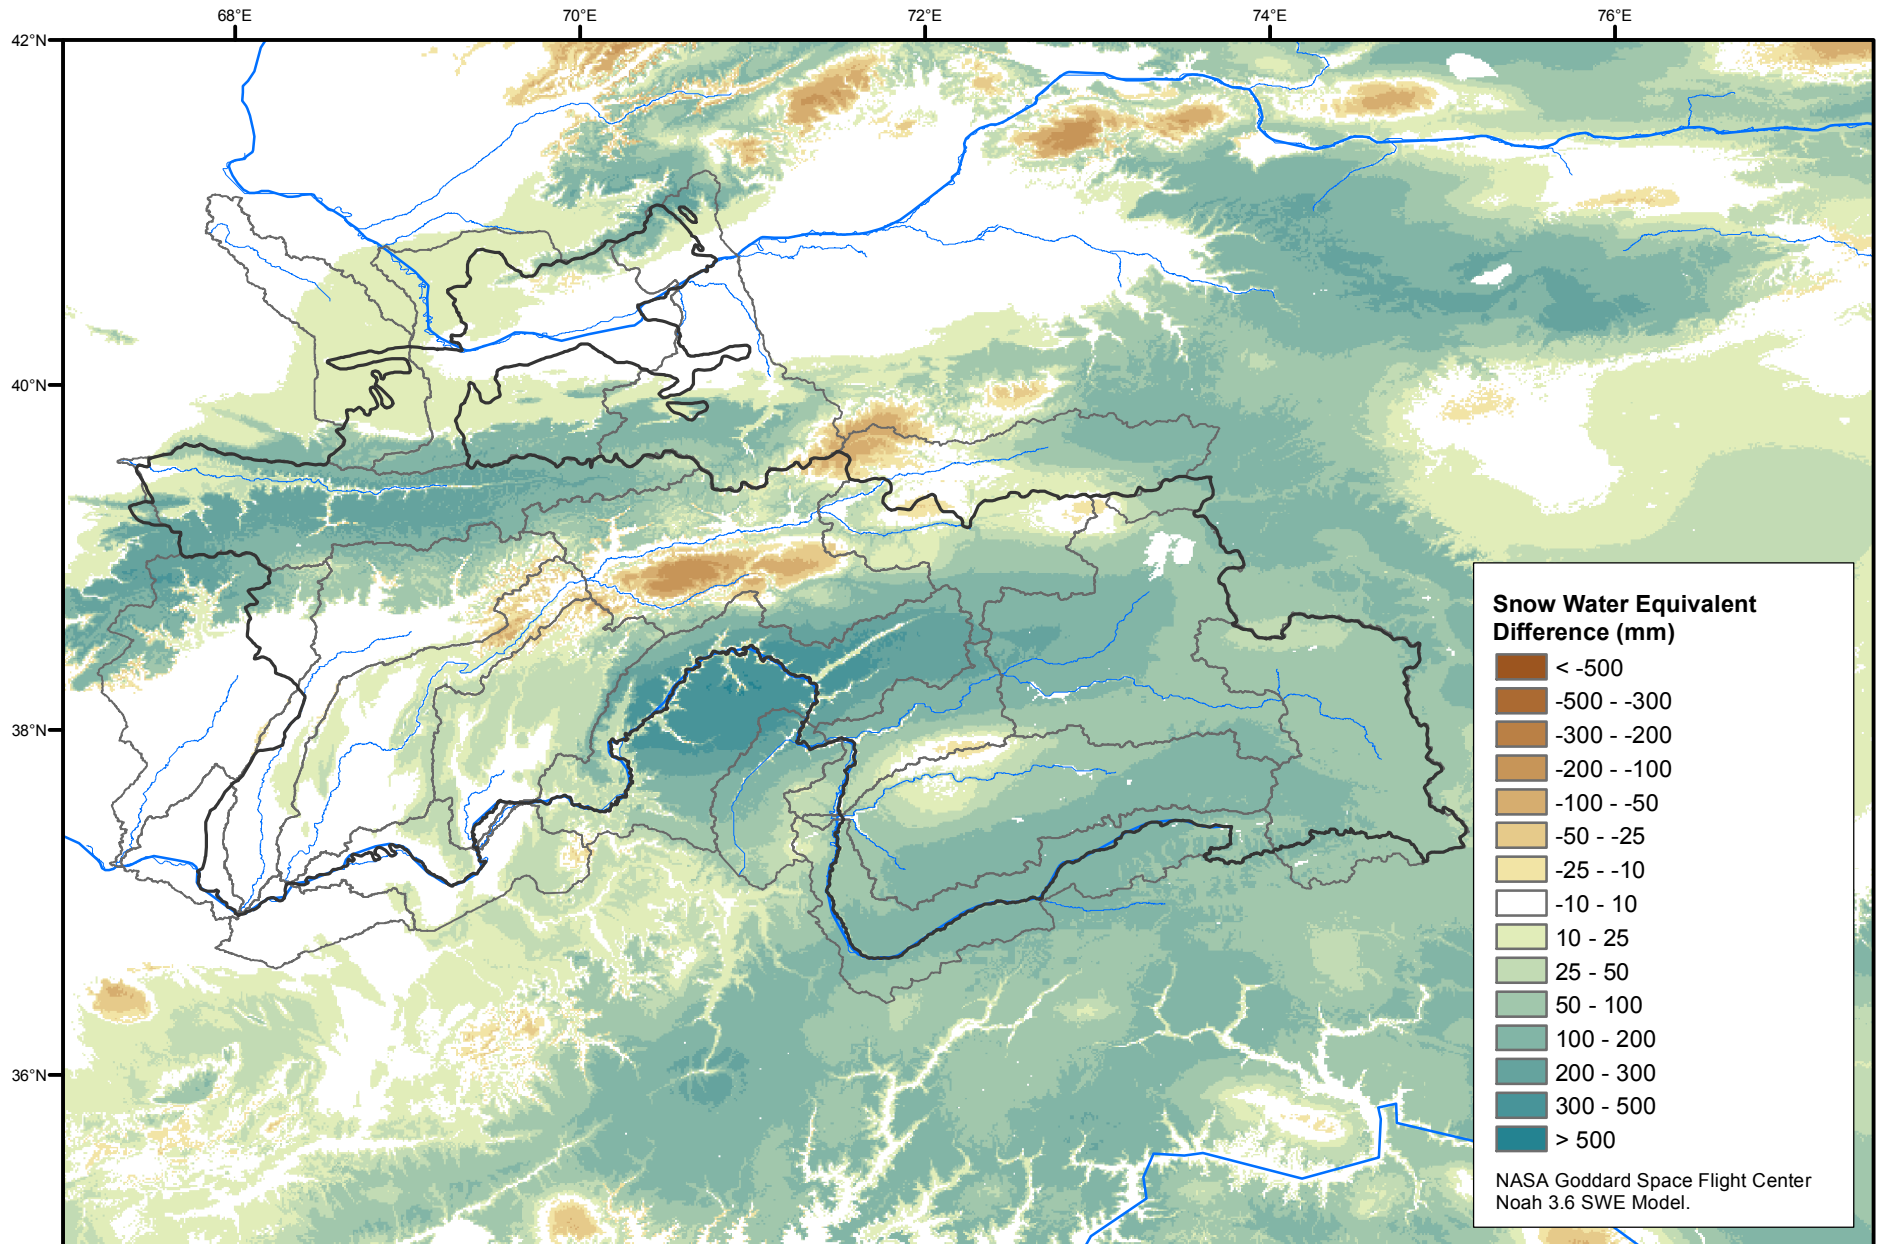 68°E 70°E 72°E 74°E 76°E
42°N
40°N
38°N
36°N
Snow Water Equivalent
Difference (mm)
< -500
-500 - -300
-300 - -200
-200 - -100
-100 - -50
-50 - -25
-25 - -10
-10 - 10
10 - 25
25 - 50
50 - 100
100 - 200
200 - 300
300 - 500
> 500
NASA Goddard Space Flight Center
Noah 3.6 SWE Model.